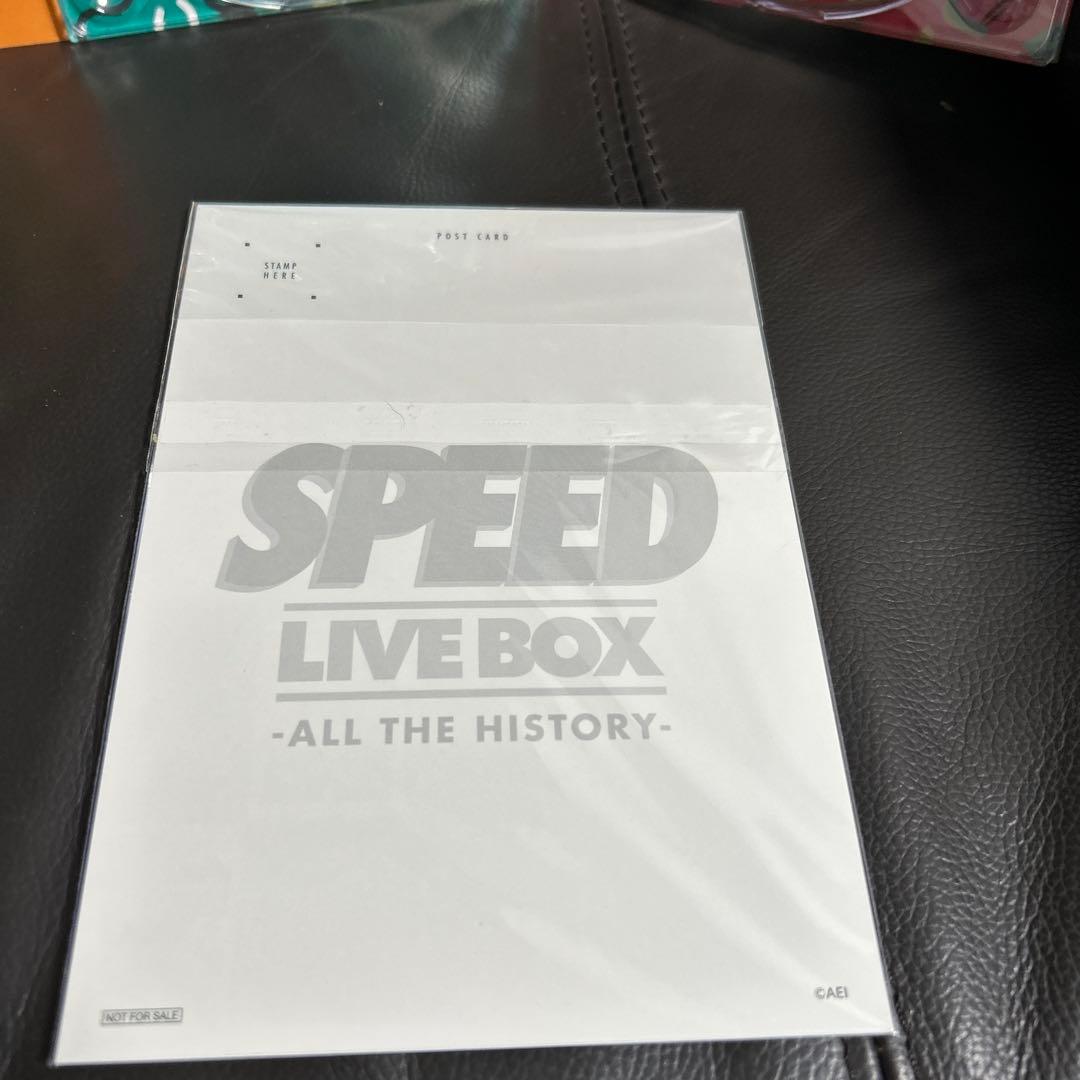 POST CARD
STAMP
HERE
SPEED
LIVE BOX
-ALL THE HISTORY-
©AEI
NOT FOR SALE